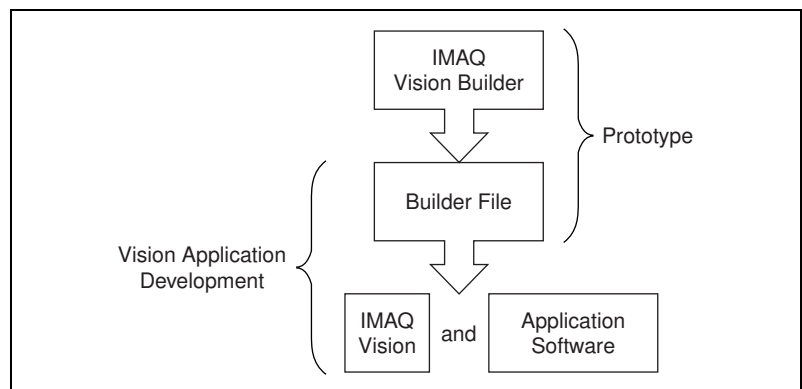 IMAQ
Vision Builder
Prototype
Builder File
Vision Application
Development
IMAQ
Vision
and
Application
Software